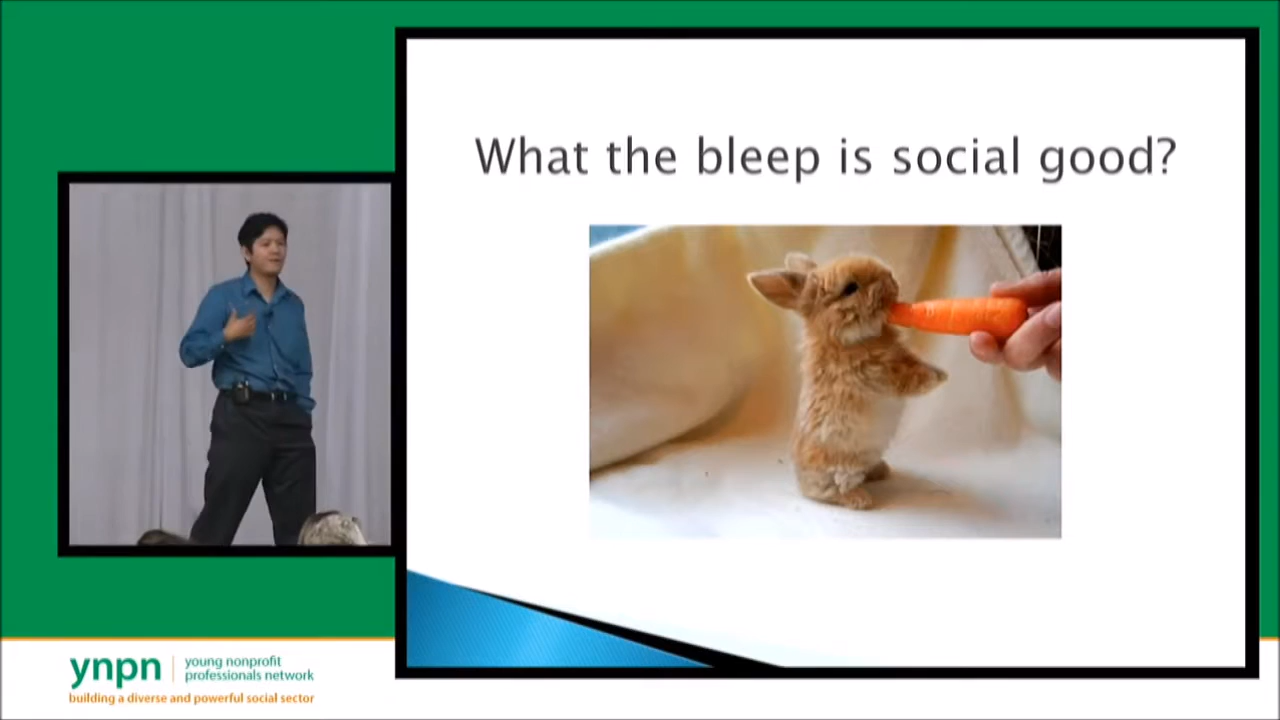 What the bleep is social good?
ynpn
young nonprofit
professionals network
building a diverse and powerful social sector